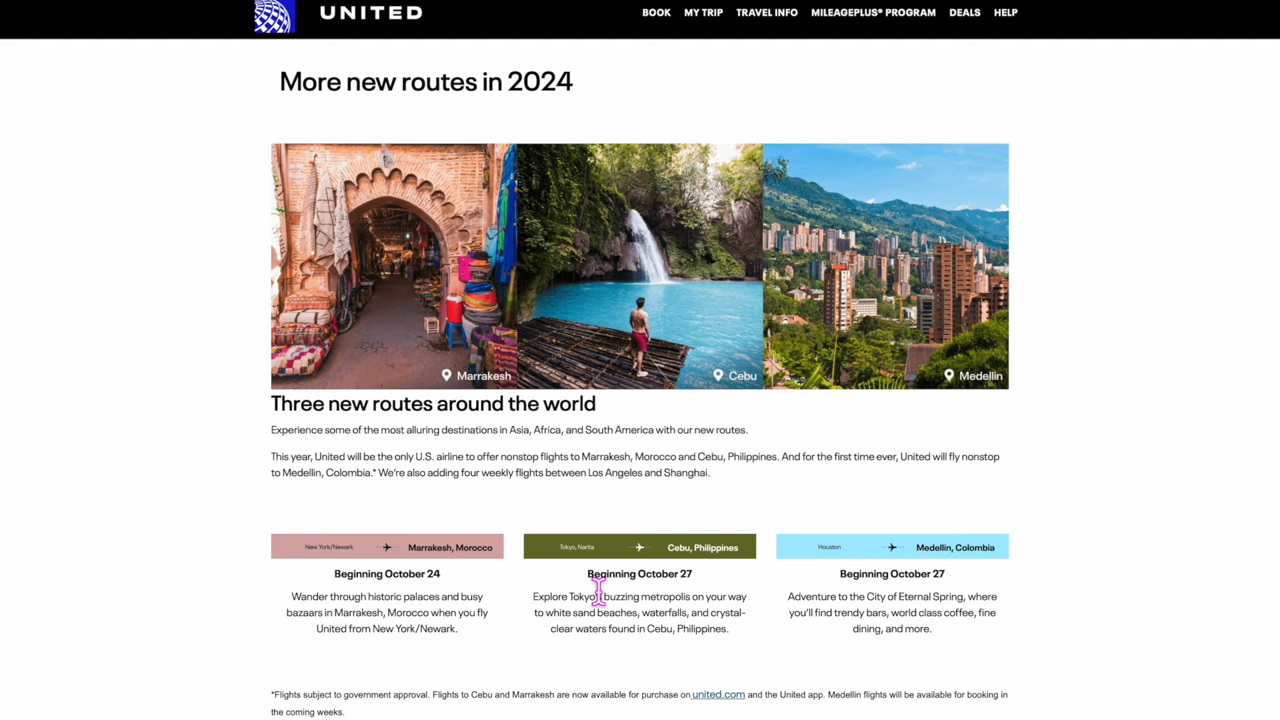 UNITED
BOOK MY TRIP TRAVEL INFO MILEAGEPLUS® PROGRAM DEALS HELP
More new routes in 2024
Marrakesh
Cebu
Medellin
Three new routes around the world
Experience some of the most alluring destinations in Asia, Africa, and South America with our new routes.
This year, United will be the only U.S. airline to offer nonstop flights to Marrakesh, Morocco and Cebu, Philippines. And for the first time ever, United will fly nonstop
to Medellin, Colombia.* We’re also adding four weekly flights between Los Angeles and Shanghai.
New York/Newark Marrakesh, Morocco
Beginning October 24
Wander through historic palaces and busy
bazaars in Marrakesh, Morocco when you fly
United from New York/Newark.
Tokyo, Narita Cebu, Philippines
Beginning October 27
Explore Tokyo's buzzing metropolis on your way
to white sand beaches, waterfalls, and crystal-
clear waters found in Cebu, Philippines.
Houston Medellin, Colombia
Beginning October 27
Adventure to the City of Eternal Spring, where
you’ll find trendy bars, world class coffee, fine
dining, and more.
*Flights subject to government approval. Flights to Cebu and Marrakesh are now available for purchase on united.com and the United app. Medellin flights will be available for booking in
the coming weeks.